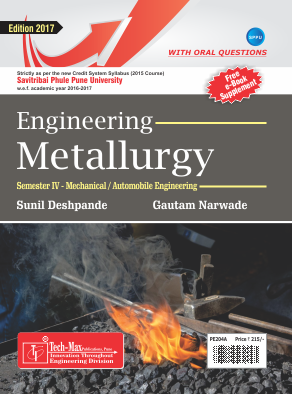 Edition 2017
SPPU
WITH ORAL QUESTIONS
Strictly as per the new Credit System Syllabus (2015 Course)
Savitribai Phule Pune University
w.e.f. academic year 2016-2017
Free
e-Book
Supplement
Engineering
Metallurgy
Semester IV - Mechanical / Automobile Engineering
Sunil Deshpande
Gautam Narwade
Tech-Max Publications, Pune
Innovation Throughout
Engineering Division
PE204A Price ₹ 215/-